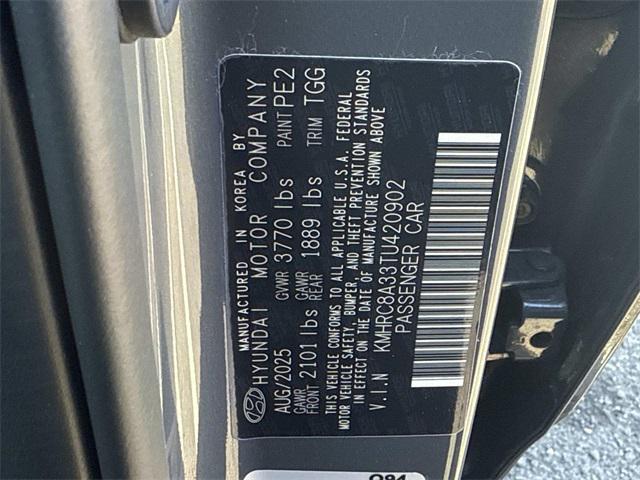 MANUFACTURED IN KOREA BY
HYUNDAI MOTOR COMPANY
AUG/2025 GVWR 3770 lbs PAINT PE2
GAWR FRONT 2101 lbs GAWR REAR 1889 lbs TRIM TGG
THIS VEHICLE CONFORMS TO ALL APPLICABLE U.S.A. FEDERAL
MOTOR VEHICLE SAFETY, BUMPER, AND THEFT PREVENTION STANDARDS
IN EFFECT ON THE DATE OF MANUFACTURE SHOWN ABOVE
V.I.N KMHRC8A33TU420902
PASSENGER CAR